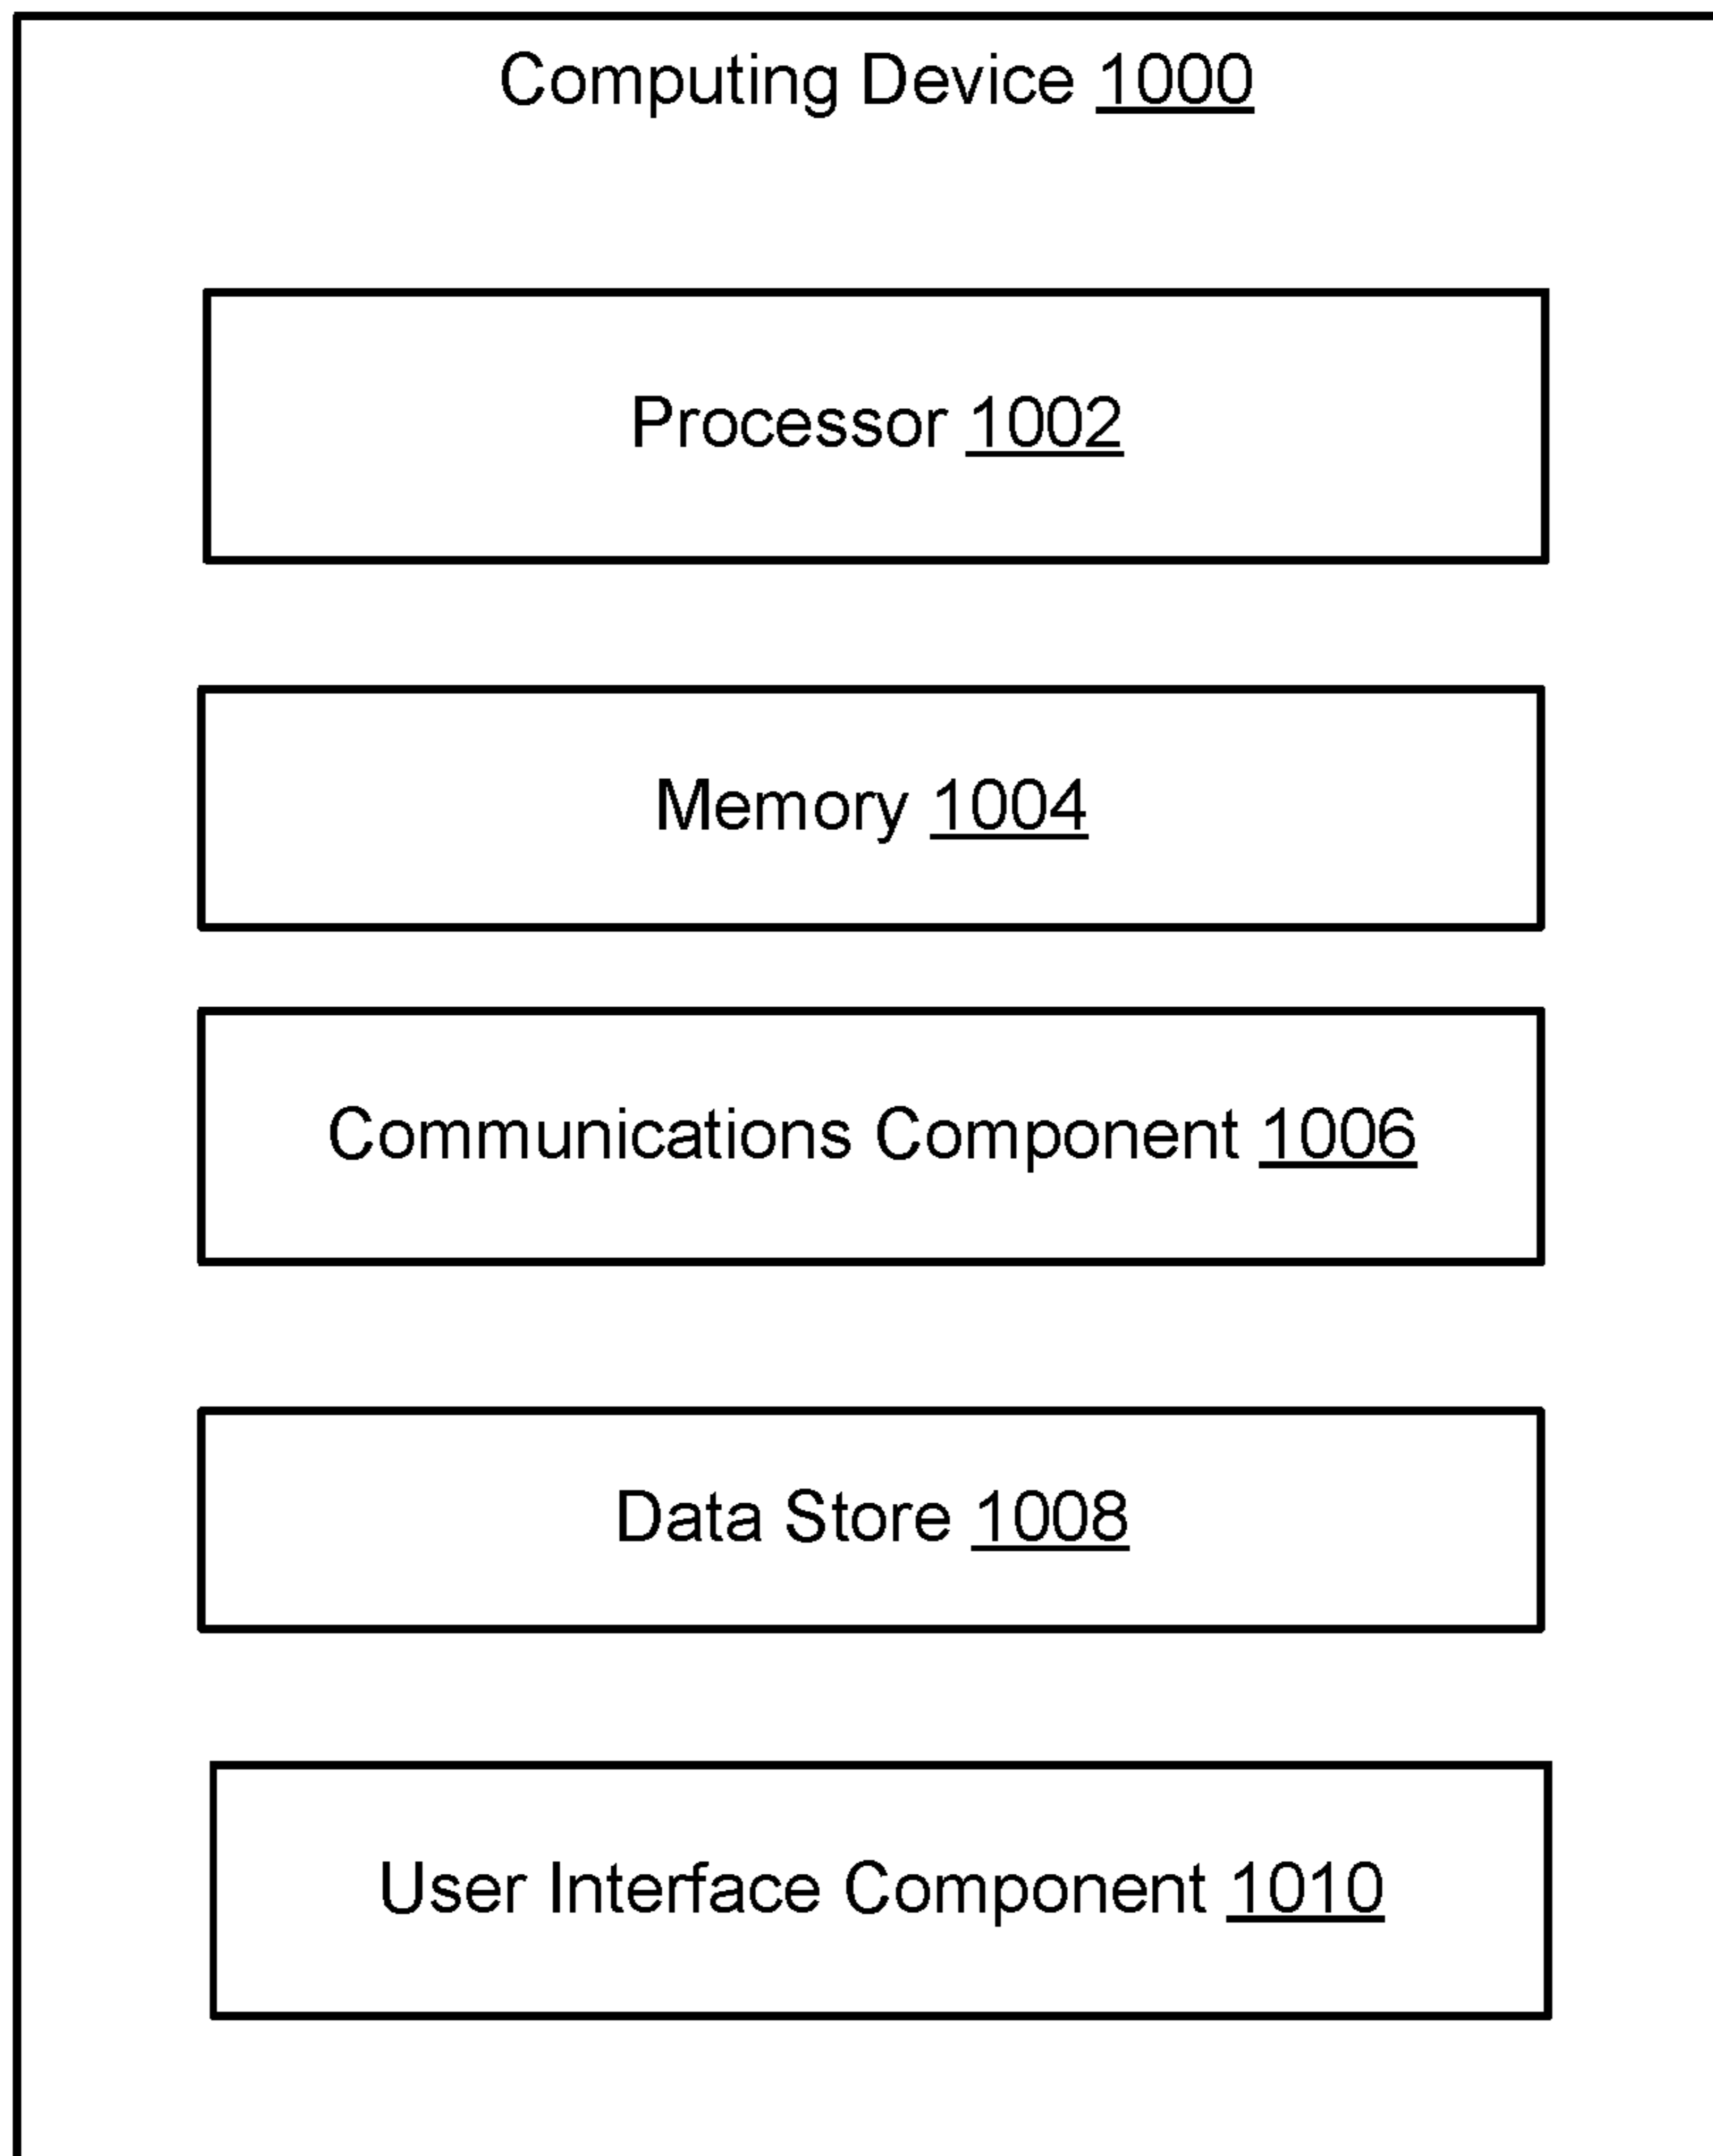 Computing Device 1000
Processor 1002
Memory 1004
Communications Component 1006
Data Store 1008
User Interface Component 1010